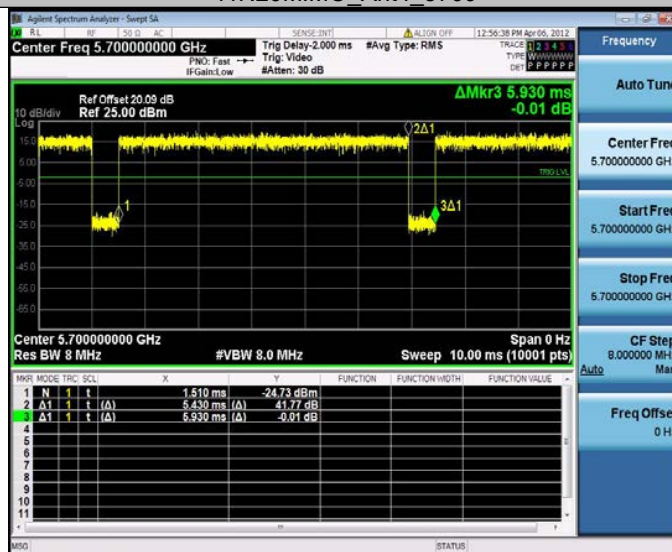 Agilent Spectrum Analyzer - Swept SA
RL RF 50 Ω AC SENSE:INT ALIGN OFF 12:56:38 PM Apr 06, 2012
Center Freq 5.700000000 GHz
PNO: Fast
IFGain:Low
Trig Delay-2.000 ms
Trig: Video
#Atten: 30 dB
#Avg Type: RMS
TRACE 1 2 3 4 5
TYPE WWWWWW
DET P P P P P P
Frequency
Auto Tune
Ref Offset 20.09 dB
10 dB/div Ref 25.00 dBm
Log
ΔMkr3 5.930 ms
-0.01 dB
15.0
5.00
-5.00
-15.0
-25.0
-35.0
-45.0
-55.0
-65.0
2Δ1
TRIG LVL
1
3Δ1
Center Freq
5.700000000 GH
Start Freq
5.700000000 GH
Stop Freq
5.700000000 GH
CF Step
8.000000 MH
Auto Man
Freq Offse
0 H
Center 5.700000000 GHz Span 0 Hz
Res BW 8 MHz #VBW 8.0 MHz Sweep 10.00 ms (10001 pts)
MKR MODE TRC SCL X Y FUNCTION FUNCTION WIDTH FUNCTION VALUE
1 N 1 t 1.510 ms -24.73 dBm
2 Δ1 1 t (Δ) 5.430 ms (Δ) 41.77 dB
3 Δ1 1 t (Δ) 5.930 ms (Δ) -0.01 dB
4
5
6
7
8
9
10
11
MSG STATUS